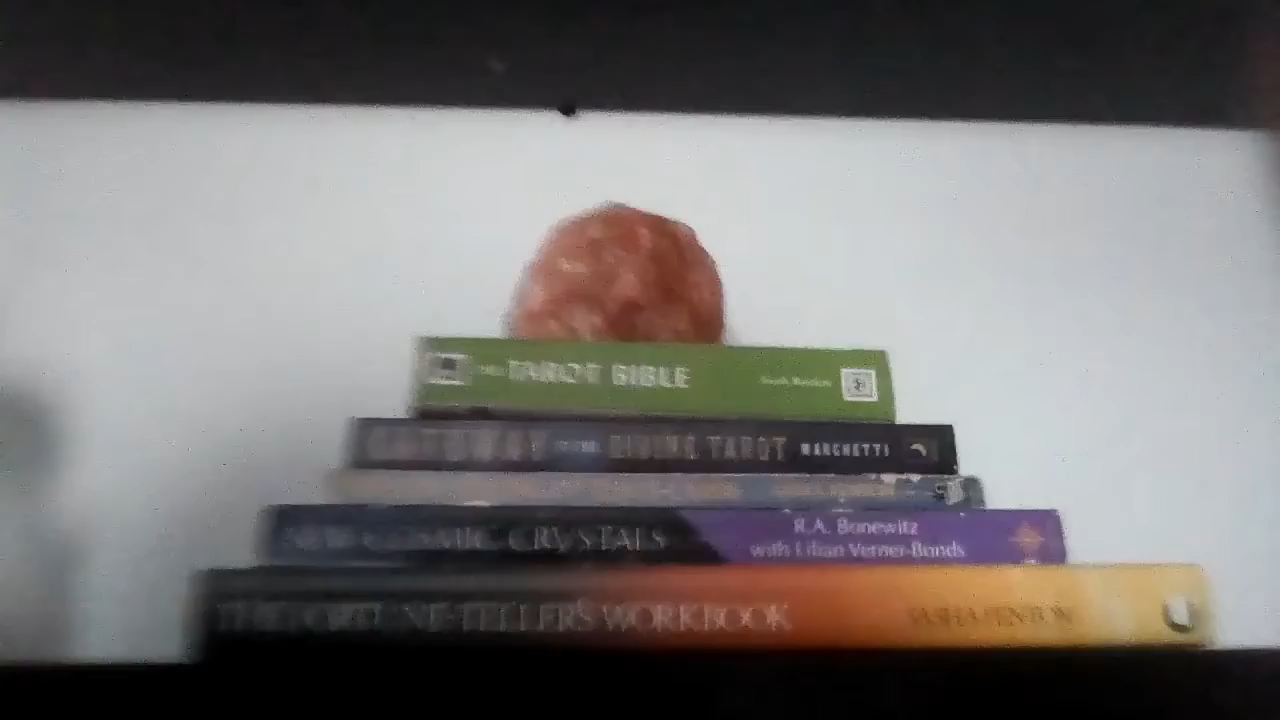 THE TAROT BIBLE
GATEWAY TO THE DIVINE TAROT MARCHETTI
NEW COSMIC CRYSTALS R.A. Bonewitz
with Lilian Verner-Bonds
THE FORTUNE-TELLER'S WORKBOOK SASHA FENTON